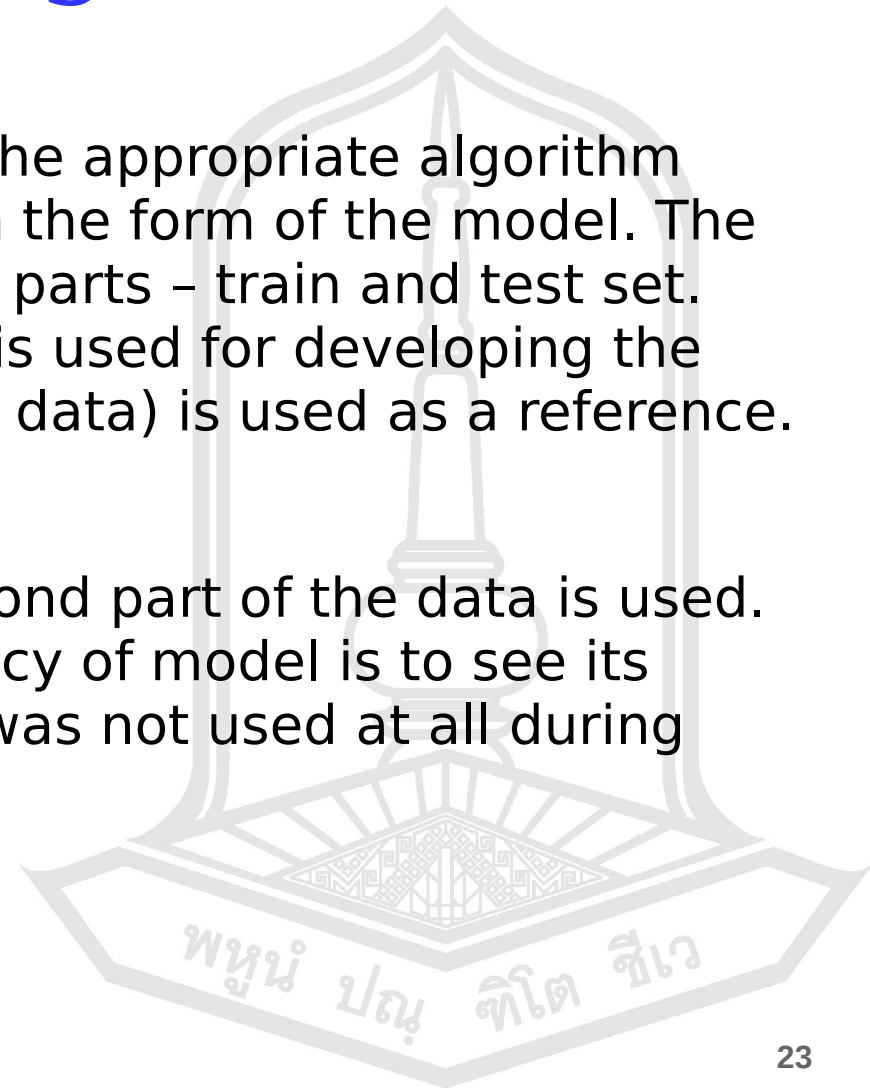 he appropriate algorithm
the form of the model. The
parts – train and test set.
is used for developing the
data) is used as a reference.
ond part of the data is used.
cy of model is to see its
was not used at all during
พหูนํ ปณฺ ฑิโต ชีเว
23